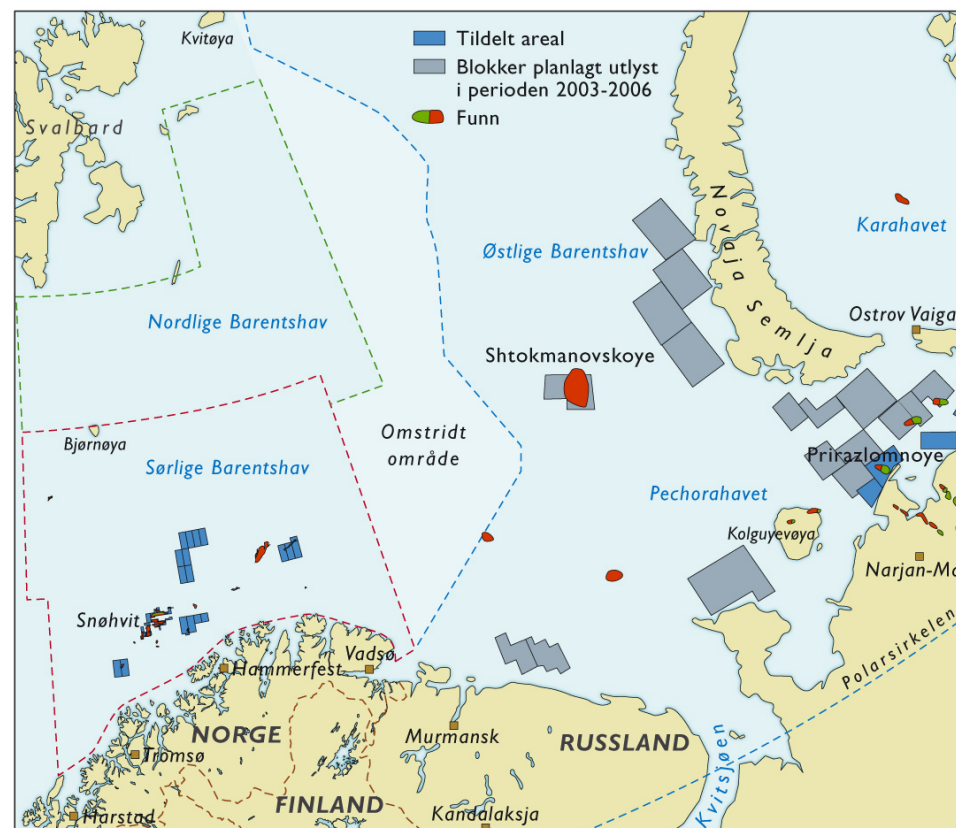 Kvitøya
Tildelt areal
Blokker planlagt utlyst
i perioden 2003-2006
Funn
Svalbard
Novaja Semlja
Karahavet
Østlige Barentshav
Nordlige Barentshav
Ostrov Vaiga
Shtokmanovskoye
Bjørnøya
Omstridt
område
Sørlige Barentshav
Prirazlomnoye
Pechorahavet
Kolguyevøya
Narjan-Ma
Snøhvit
Polarsirkelen
Hammerfest
Vadsø
NORGE
Murmansk
RUSSLAND
Tromsø
Kvitsjøen
FINLAND
Kandalaksja
Harstad